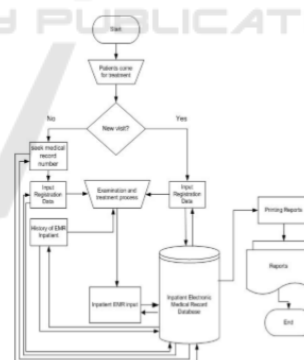 Y PUBLICAT
Start
Patients come
for treatment
No
Yes
New visit?
seek medical
record
number
Input
Registration
Data
Examination and
treatment process
Input
Registration
Data
Printing Reports
History of EMR
Inpatient
Reports
Inpatient EMR Input
Inpatient Electronic
Medical Record
Database
End